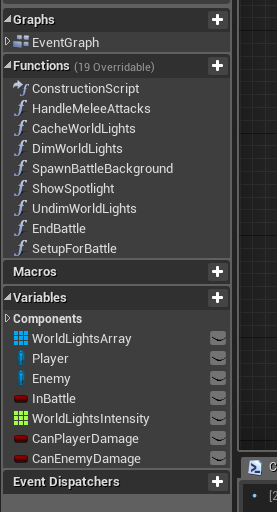 Graphs
EventGraph
Functions (19 Overridable)
ConstructionScript
HandleMeleeAttacks
CacheWorldLights
DimWorldLights
SpawnBattleBackground
ShowSpotlight
UndimWorldLights
EndBattle
SetupForBattle
Macros
Variables
Components
WorldLightsArray
Player
Enemy
InBattle
WorldLightsIntensity
CanPlayerDamage
CanEnemyDamage
Event Dispatchers
C
[2